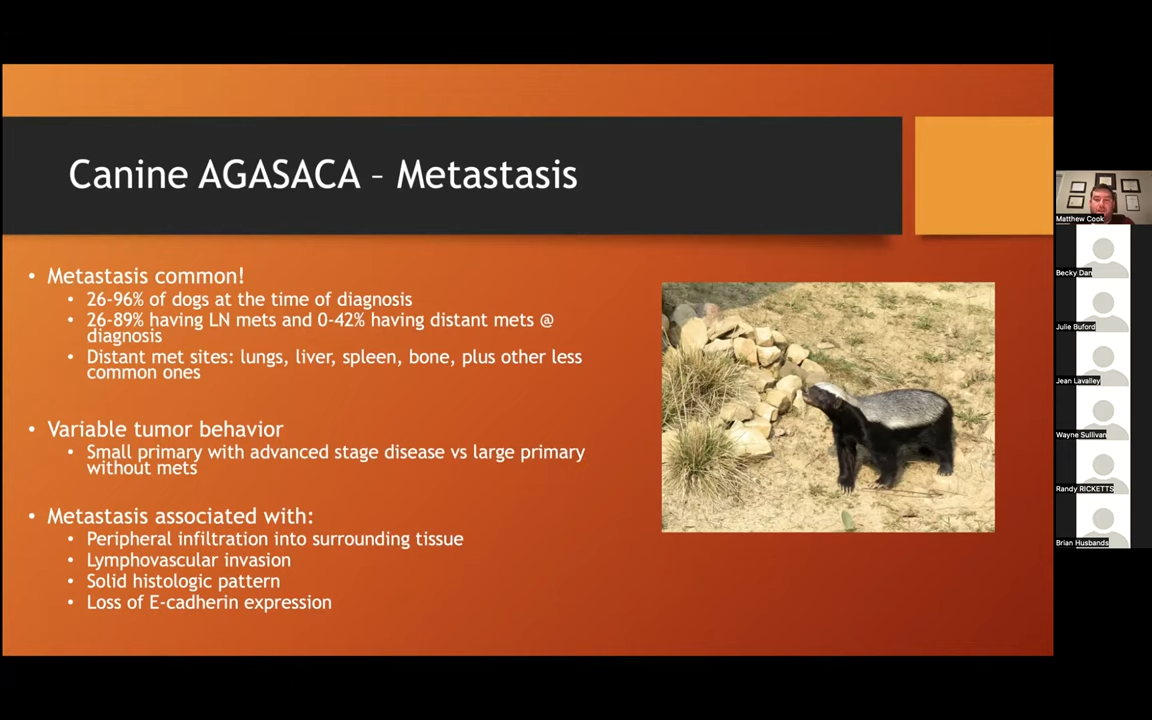 Canine AGASACA – Metastasis
• Metastasis common!
• 26-96% of dogs at the time of diagnosis
• 26-89% having LN mets and 0-42% having distant mets @
diagnosis
• Distant met sites: lungs, liver, spleen, bone, plus other less
common ones
• Variable tumor behavior
• Small primary with advanced stage disease vs large primary
without mets
• Metastasis associated with:
• Peripheral infiltration into surrounding tissue
• Lymphovascular invasion
• Solid histologic pattern
• Loss of E-cadherin expression
Matthew Cook
Becky Dan
Julie Buford
Jean Lavalley
Wayne Sullivan
Randy RICKETTS
Brian Husbands